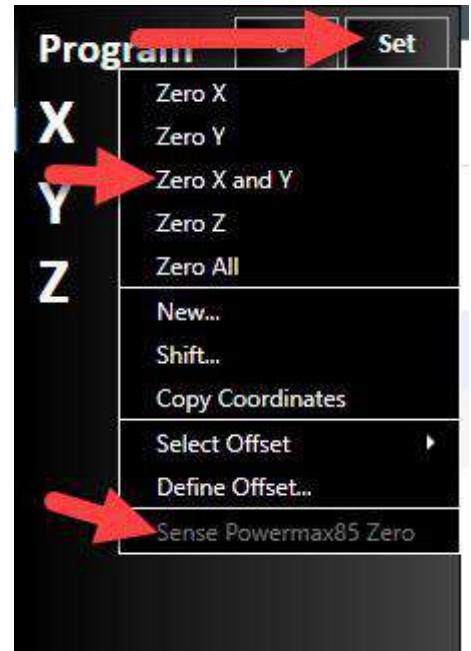 Program Set
X
Y
Z
Zero X
Zero Y
Zero X and Y
Zero Z
Zero All
New...
Shift...
Copy Coordinates
Select Offset
Define Offset...
Sense Powermax85 Zero